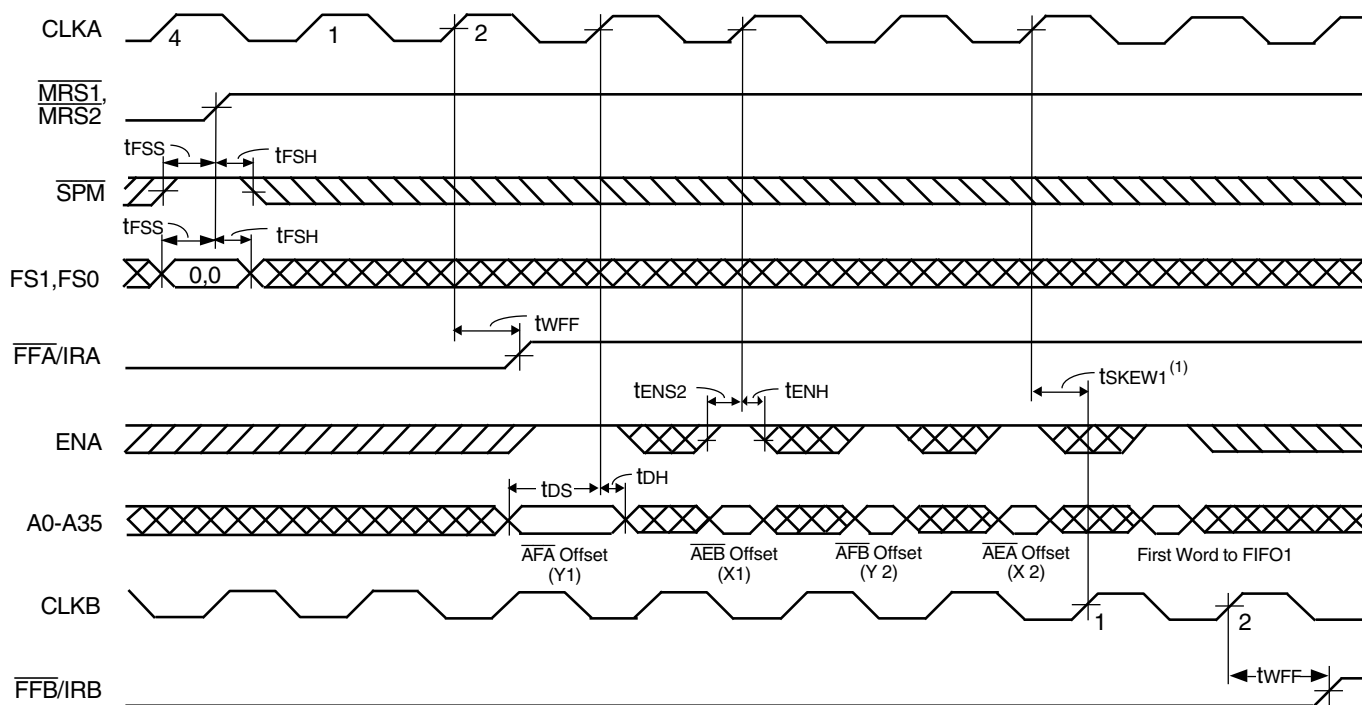 CLKA 4 1 2
MRS1,
MRS2
tFSS tFSH
SPM
tFSS tFSH
FS1,FS0 0,0
tWFF
FFA/IRA
tENS2 tENH tSKEW1 (1)
ENA
tDS tDH
A0-A35
AFA Offset
(Y1)
AEB Offset
(X1)
AFB Offset
(Y 2)
AEA Offset
(X 2)
First Word to FIFO1
CLKB 1 2
tWFF
FFB/IRB